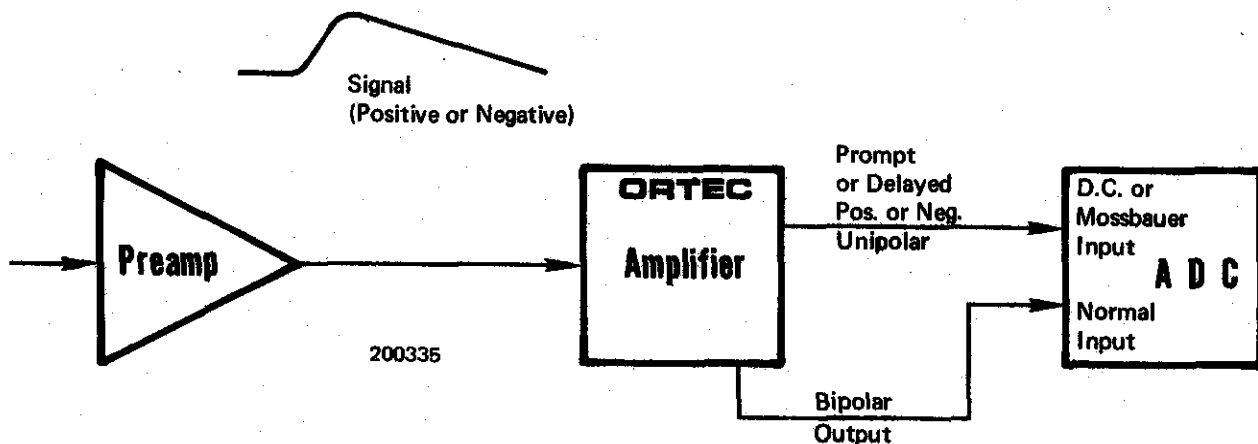 Signal
(Positive or Negative)
Preamp
200335
ORTEC
Amplifier
Prompt
or Delayed
Pos. or Neg.
Unipolar
Bipolar
Output
D.C. or
Mossbauer
Input
A D C
Normal
Input